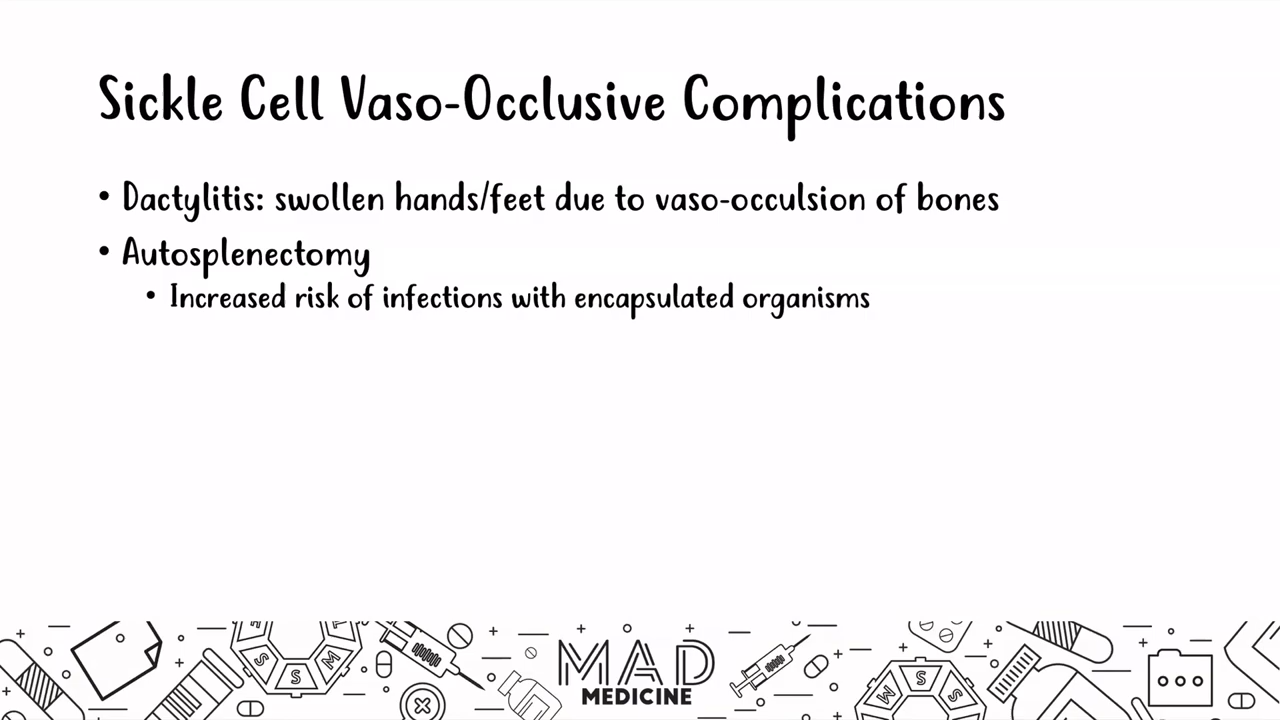 Sickle Cell Vaso-Occlusive Complications
• Dactylitis: swollen hands/feet due to vaso-occulsion of bones
• Autosplenectomy
• Increased risk of infections with encapsulated organisms
S
S
M
MAD
MEDICINE
M
S
S